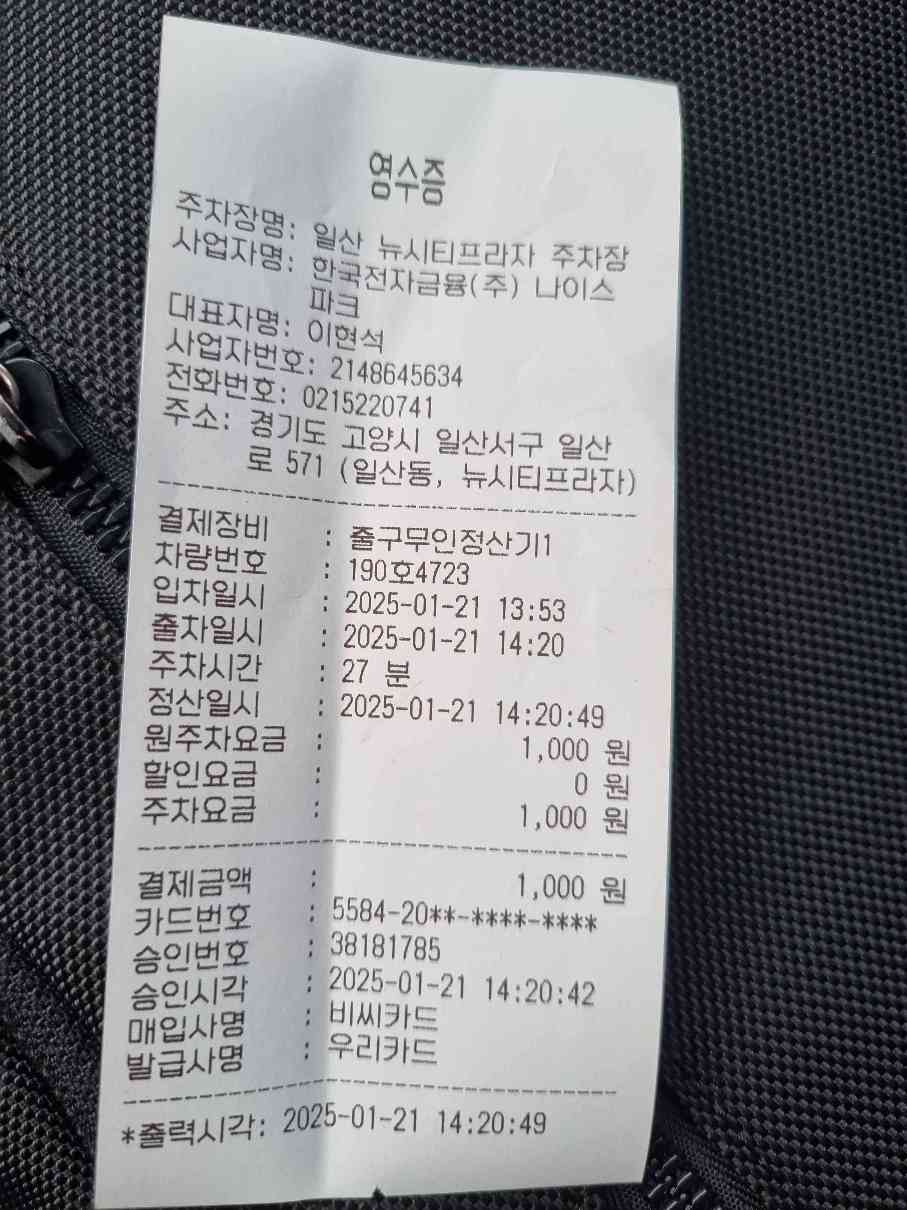 영수증
주차장명: 일산 뉴시티프라자 주차장
사업자명: 한국전자금융(주) 나이스
파크
대표자명: 이현석
사업자번호: 2148645634
전화번호: 0215220741
주소: 경기도 고양시 일산서구 일산
로 571 (일산동, 뉴시티프라자)
결제장비 : 출구무인정산기1
차량번호 : 190호4723
입차일시 : 2025-01-21 13:53
출차일시 : 2025-01-21 14:20
주차시간 : 27 분
정산일시 : 2025-01-21 14:20:49
원주차요금 : 1,000 원
할인요금 : 0 원
주차요금 : 1,000 원
결제금액 : 1,000 원
카드번호 : 5584-20**-****-****
승인번호 : 38181785
승인시각 : 2025-01-21 14:20:42
매입사명 : 비씨카드
발급사명 : 우리카드
*출력시각: 2025-01-21 14:20:49